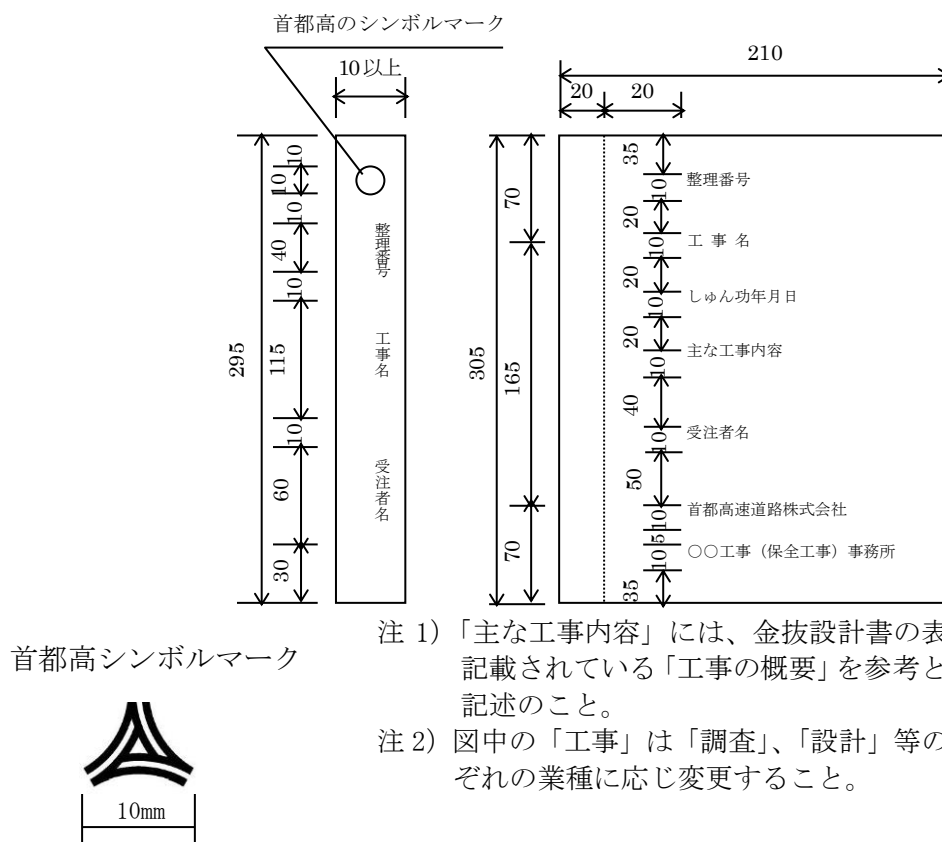 首都高のシンボルマーク
10以上
210
20
20
295
10
10
10
40
10
115
10
60
30
整理番号
工事名
受注者名
305
70
165
70
35
10
20
10
20
10
20
10
40
10
50
10
5
10
35
整理番号
工 事 名
しゅん功年月日
主な工事内容
受注者名
首都高速道路株式会社
○○工事（保全工事）事務所
首都高シンボルマーク
10mm
注 1）「主な工事内容」には、金抜設計書の表
記載されている「工事の概要」を参考と
記述のこと。
注 2）図中の「工事」は「調査」、「設計」等の
ぞれの業種に応じ変更すること。